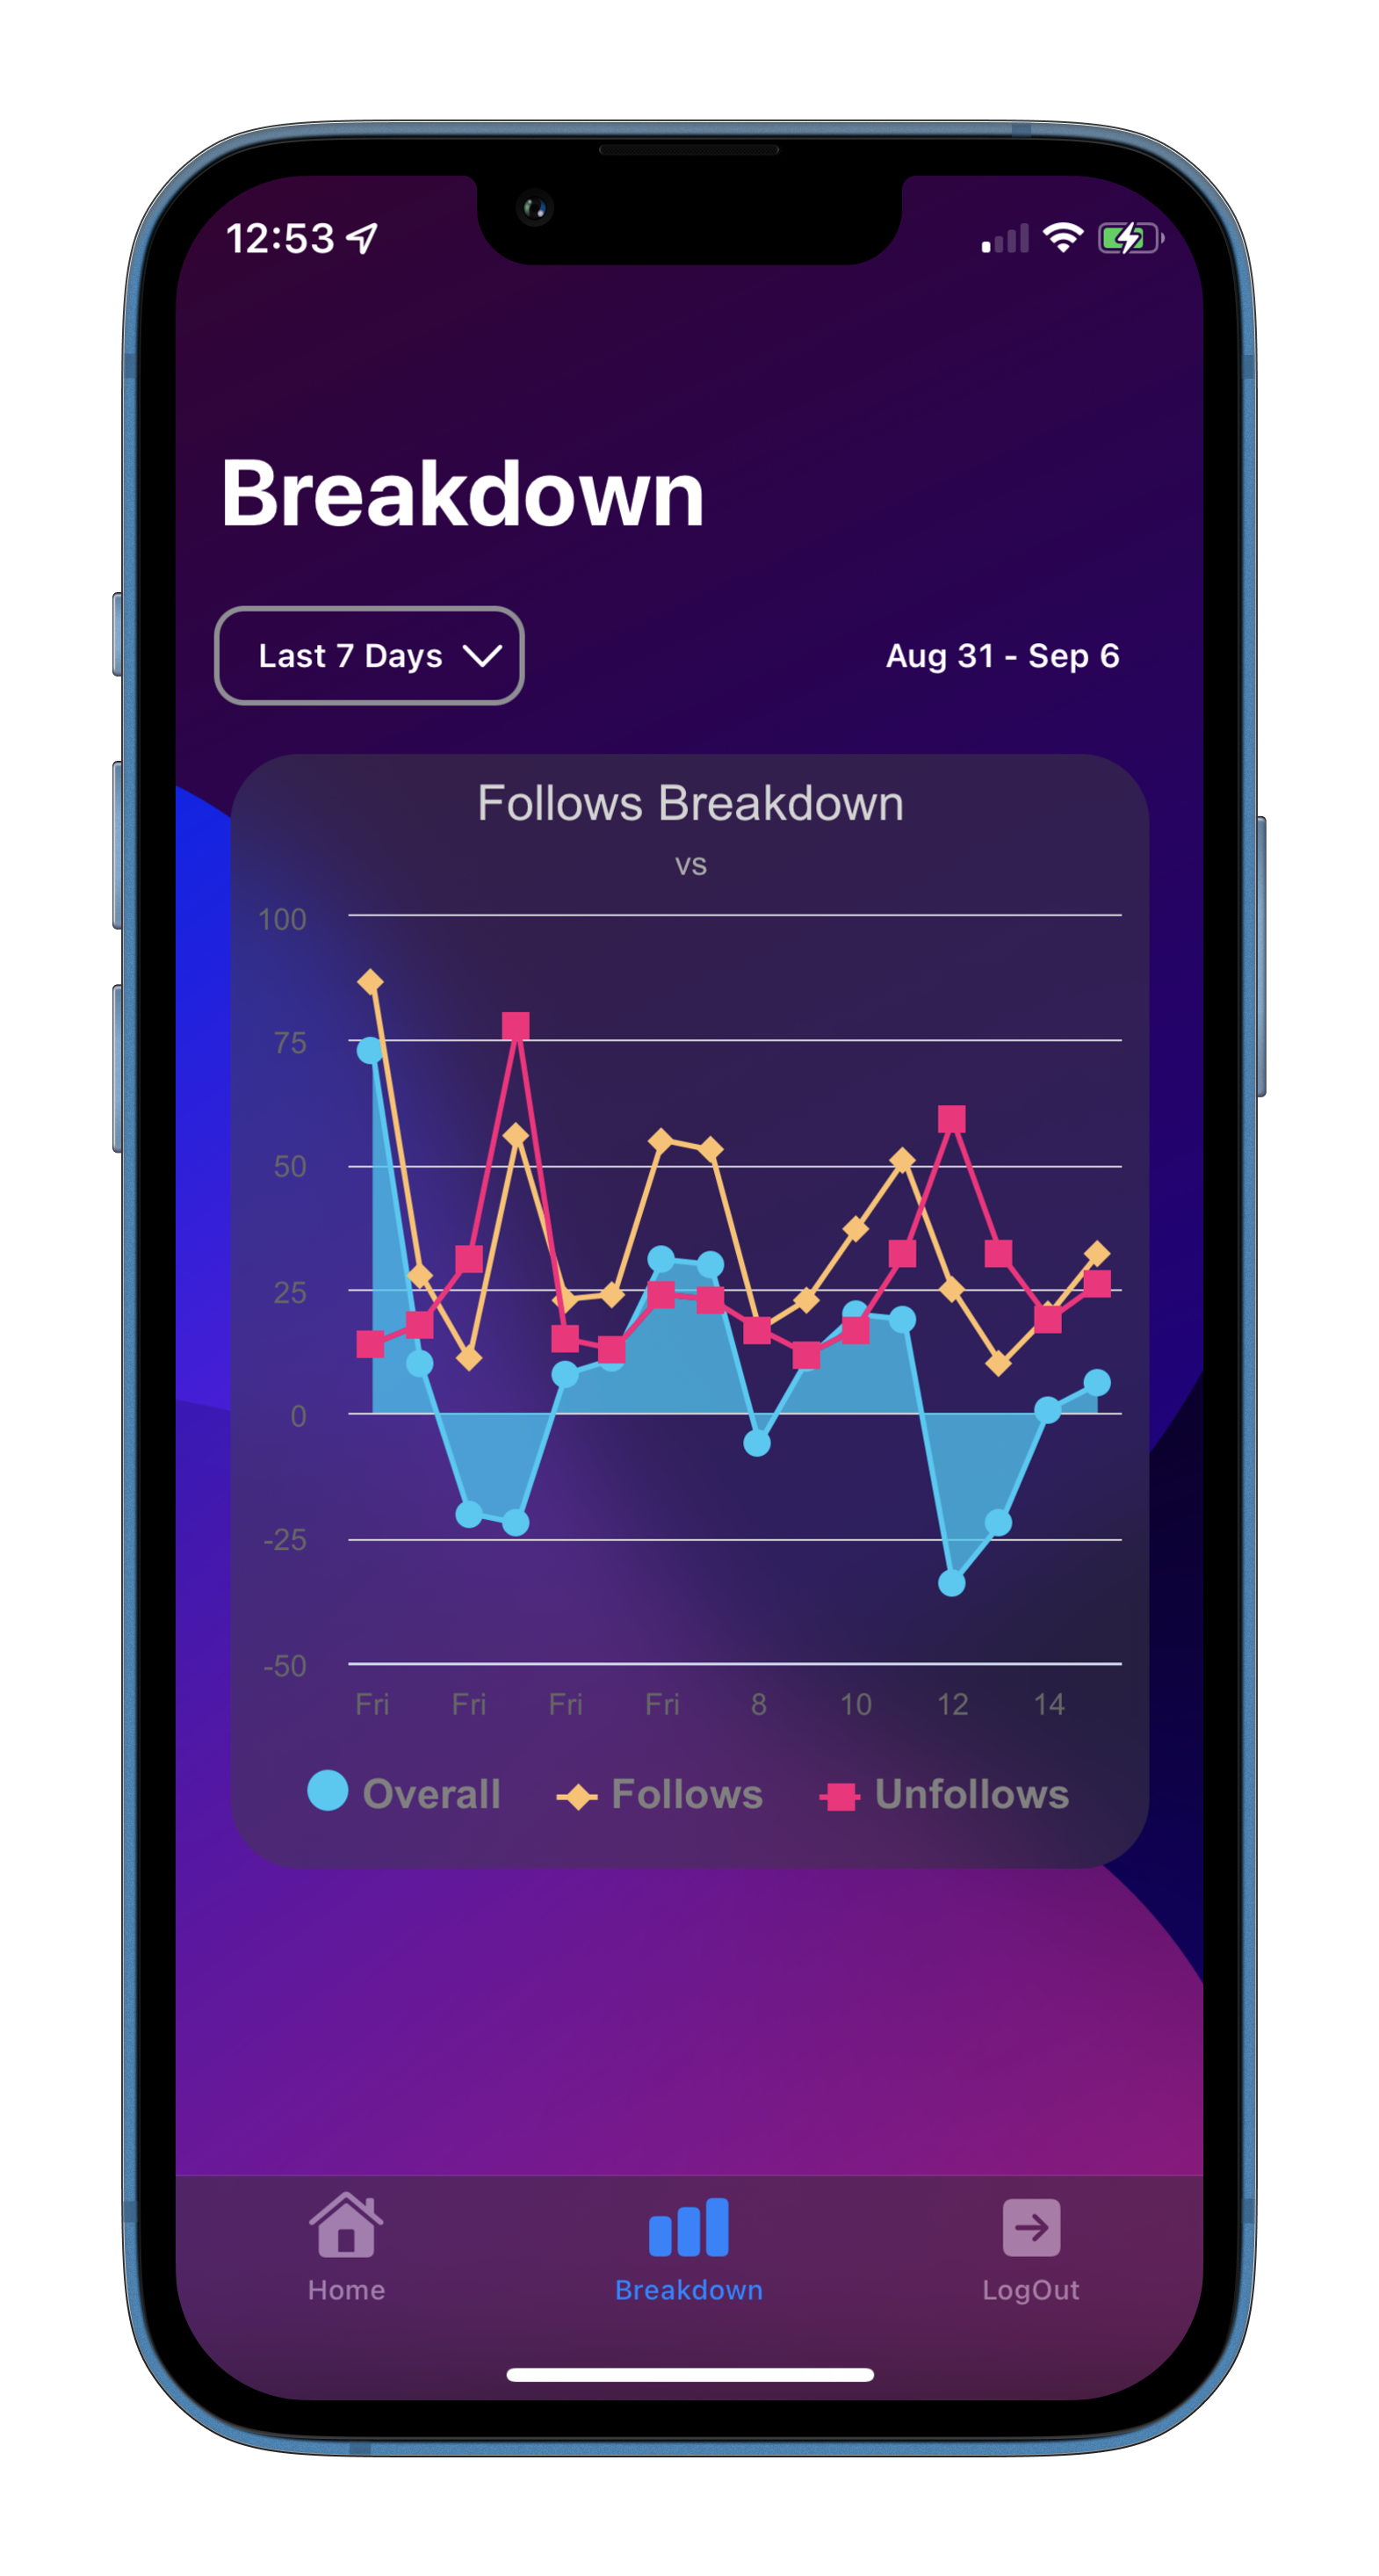 12:53
Breakdown
Last 7 Days
Aug 31 - Sep 6
Follows Breakdown
vs
100
75
50
25
0
-25
-50
Fri Fri Fri Fri 8 10 12 14
Overall Follows Unfollows
Home Breakdown LogOut